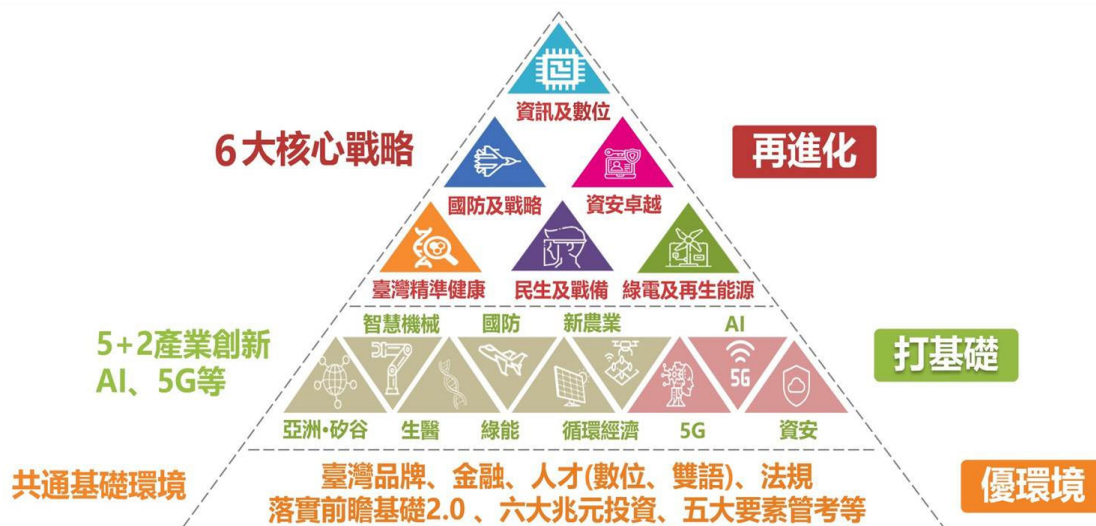 資訊及數位
6大核心戰略
再進化
國防及戰略 資安卓越
臺灣精準健康 民生及戰備 綠電及再生能源
5+2產業創新
AI、5G等
智慧機械 國防 新農業 AI
5G
打基礎
亞洲·矽谷 生醫 綠能 循環經濟 5G 資安
共通基礎環境
臺灣品牌、金融、人才(數位、雙語)、法規
落實前瞻基礎2.0、六大兆元投資、五大要素管考等
優環境